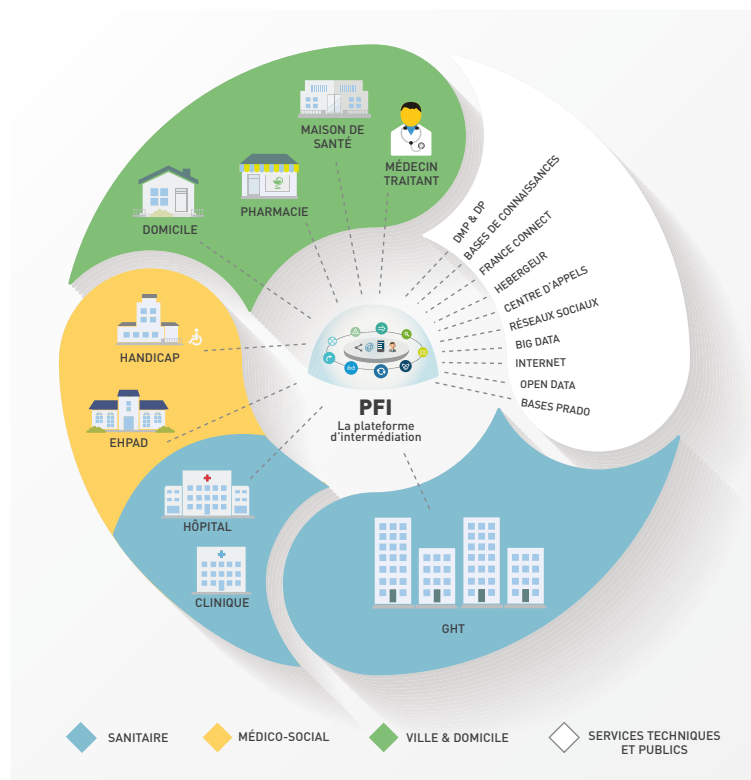 MAISON DE
SANTÉ
MÉDECIN
TRAITANT
PHARMACIE
DOMICILE
DMP & DP
BASES DE CONNAISSANCES
FRANCE CONNECT
HEBERGEUR
CENTRE D'APPELS
RÉSEAUX SOCIAUX
BIG DATA
INTERNET
OPEN DATA
BASES PRADO
HANDICAP
EHPAD
PFI
La plateforme
d'intermédiation
HÔPITAL
CLINIQUE
GHT
SANITAIRE
MÉDICO-SOCIAL
VILLE & DOMICILE
SERVICES TECHNIQUES
ET PUBLICS